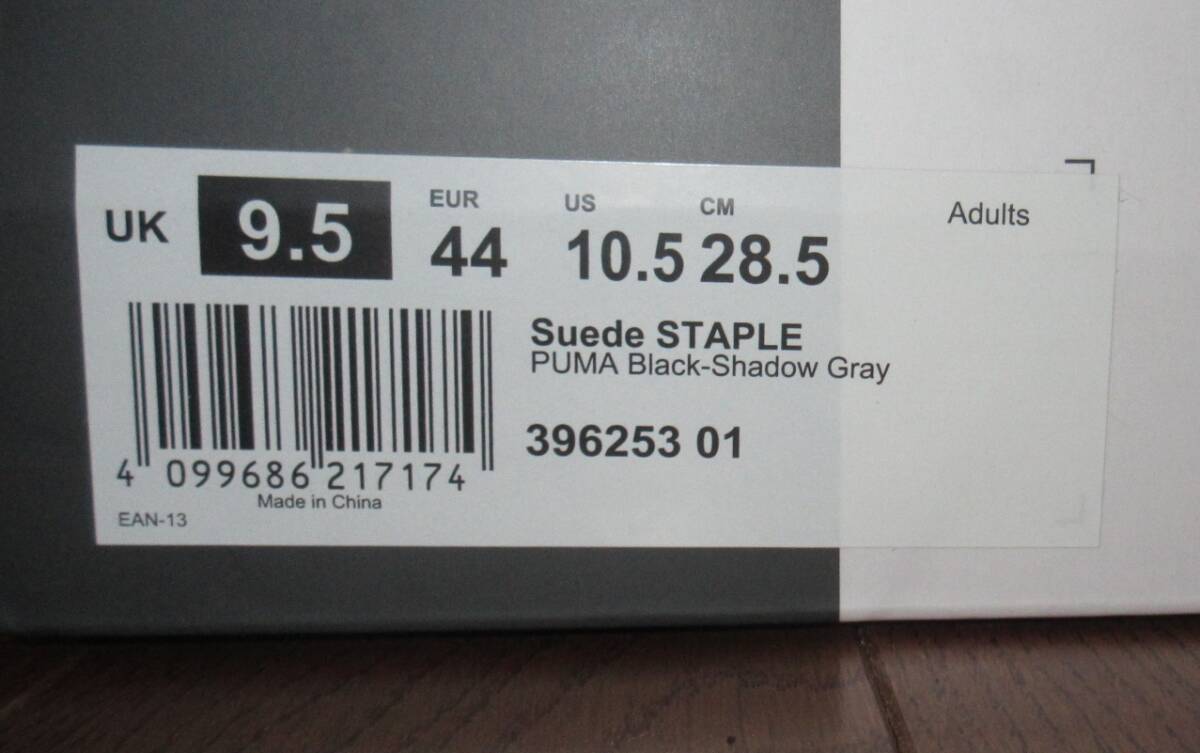 UK 9.5 EUR 44 US 10.5 CM 28.5 Adults
Suede STAPLE
PUMA Black-Shadow Gray
396253 01
4 099686 217174
Made in China
EAN-13